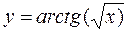 y = arctg(√x)